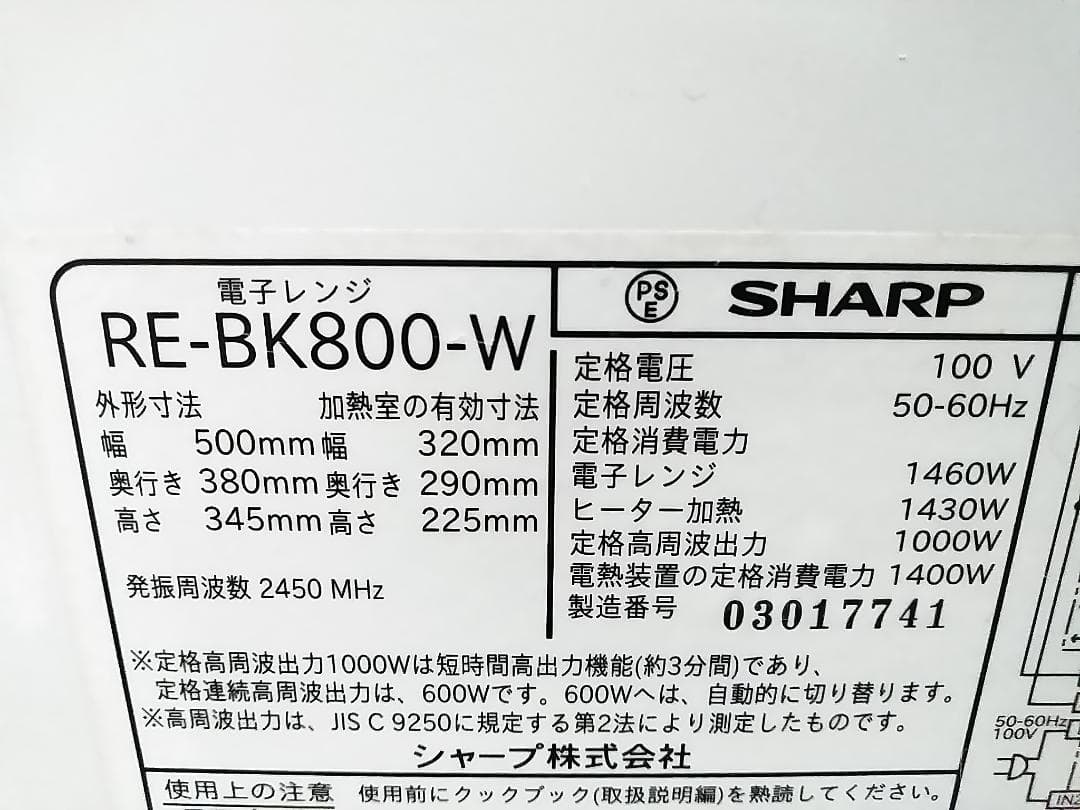 電子レンジ
RE-BK800-W
外形寸法 加熱室の有効寸法
幅 500mm 幅 320mm
奥行き 380mm 奥行き 290mm
高さ 345mm 高さ 225mm
発振周波数 2450 MHz
PS E SHARP
定格電圧 100 V
定格周波数 50-60Hz
定格消費電力
電子レンジ 1460W
ヒーター加熱 1430W
定格高周波出力 1000W
電熱装置の定格消費電力 1400W
製造番号 03017741
※定格高周波出力1000Wは短時間高出力機能(約3分間)であり、
定格連続高周波出力は、600Wです。600Wへは、自動的に切り替ります。
※高周波出力は、JIS C 9250に規定する第2法により測定したものです。
シャープ株式会社
使用上の注意 使用前にクックブック(取扱説明編)を熟読してください。
50-60Hz
100V